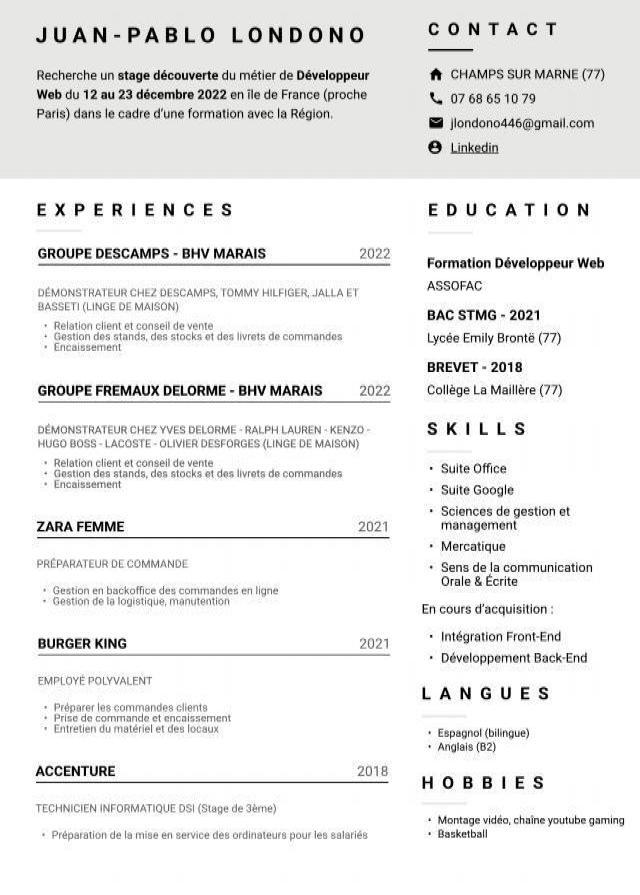 JUAN-PABLO LONDONO
Recherche un stage découverte du métier de Développeur
Web du 12 au 23 décembre 2022 en île de France (proche
Paris) dans le cadre d'une formation avec la Région.
CONTACT
CHAMPS SUR MARNE (77)
07 68 65 10 79
jlondono446@gmail.com
Linkedin
EXPERIENCES
GROUPE DESCAMPS - BHV MARAIS 2022
DÉMONSTRATEUR CHEZ DESCAMPS, TOMMY HILFIGER, JALLA ET
BASSETI (LINGE DE MAISON)
• Relation client et conseil de vente
• Gestion des stands, des stocks et des livrets de commandes
• Encaissement
GROUPE FREMAUX DELORME - BHV MARAIS 2022
DÉMONSTRATEUR CHEZ YVES DELORME - RALPH LAUREN - KENZO -
HUGO BOSS - LACOSTE - OLIVIER DESFORGES (LINGE DE MAISON)
• Relation client et conseil de vente
• Gestion des stands, des stocks et des livrets de commandes
• Encaissement
ZARA FEMME 2021
PRÉPARATEUR DE COMMANDE
• Gestion en backoffice des commandes en ligne
• Gestion de la logistique, manutention
BURGER KING 2021
EMPLOYÉ POLYVALENT
• Préparer les commandes clients
• Prise de commande et encaissement
• Entretien du matériel et des locaux
ACCENTURE 2018
TECHNICIEN INFORMATIQUE DSI (Stage de 3ème)
• Préparation de la mise en service des ordinateurs pour les salariés
EDUCATION
Formation Développeur Web
ASSOFAC
BAC STMG - 2021
Lycée Emily Brontë (77)
BREVET - 2018
Collège La Maillère (77)
SKILLS
• Suite Office
• Suite Google
• Sciences de gestion et
management
• Mercatique
• Sens de la communication
Orale & Écrite
En cours d'acquisition :
• Intégration Front-End
• Développement Back-End
LANGUES
• Espagnol (bilingue)
• Anglais (B2)
HOBBIES
• Montage vidéo, chaîne youtube gaming
• Basketball